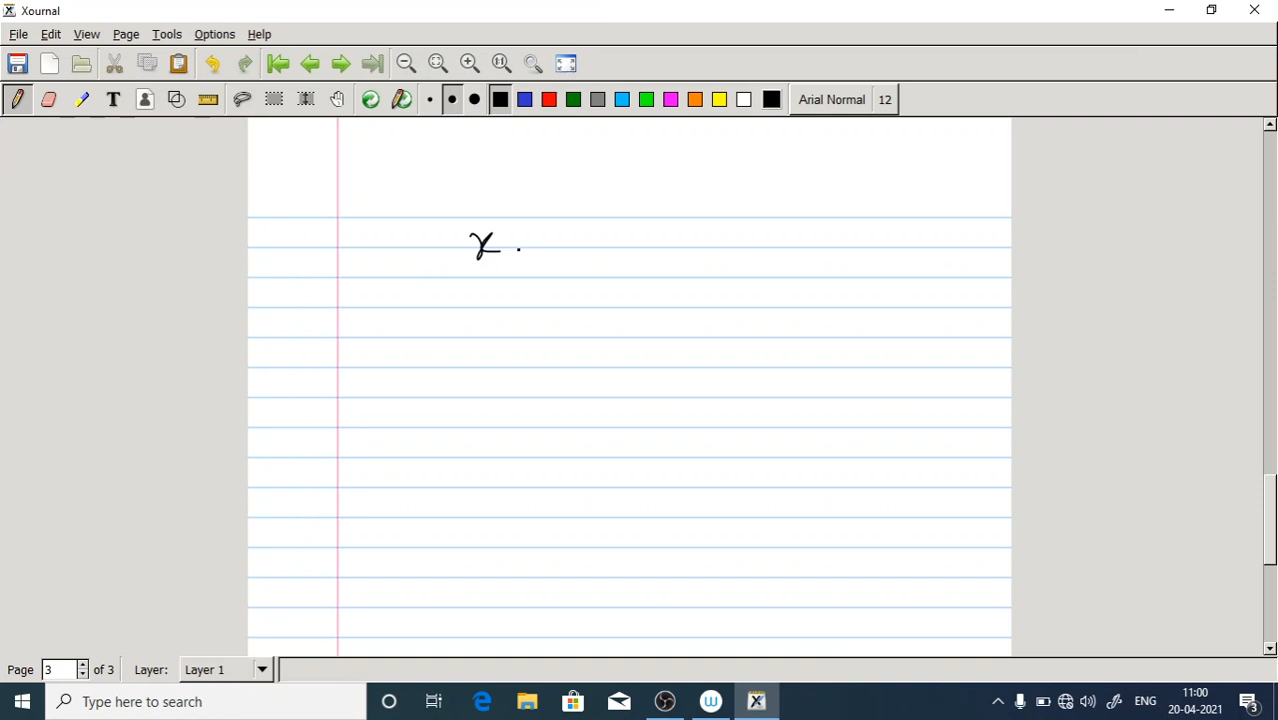 Xournal
File Edit View Page Tools Options Help
T Arial Normal 12
x .
Page 3 of 3 Layer: Layer 1
Type here to search ENG 11:00
20-04-2021 3